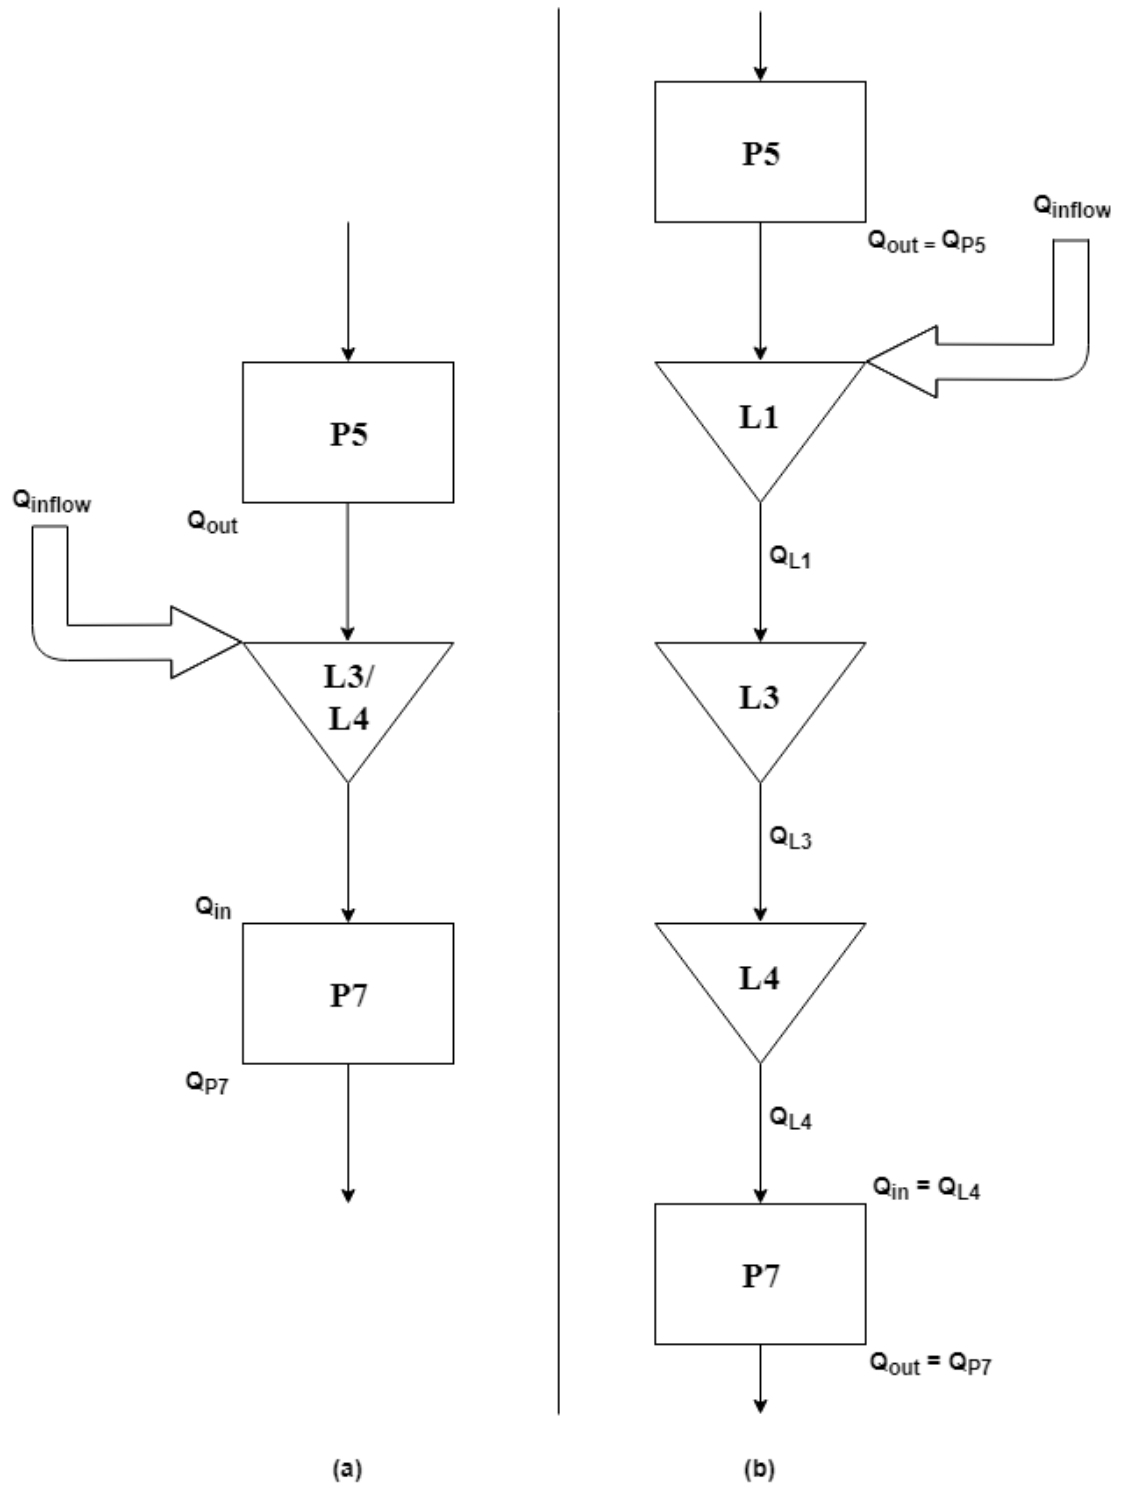 P5
Qinflow
Qout
L3/
L4
Qin
P7
QP7
(a)
P5
Qinflow
Qout = QP5
L1
QL1
L3
QL3
L4
QL4
Qin = QL4
P7
Qout = QP7
(b)